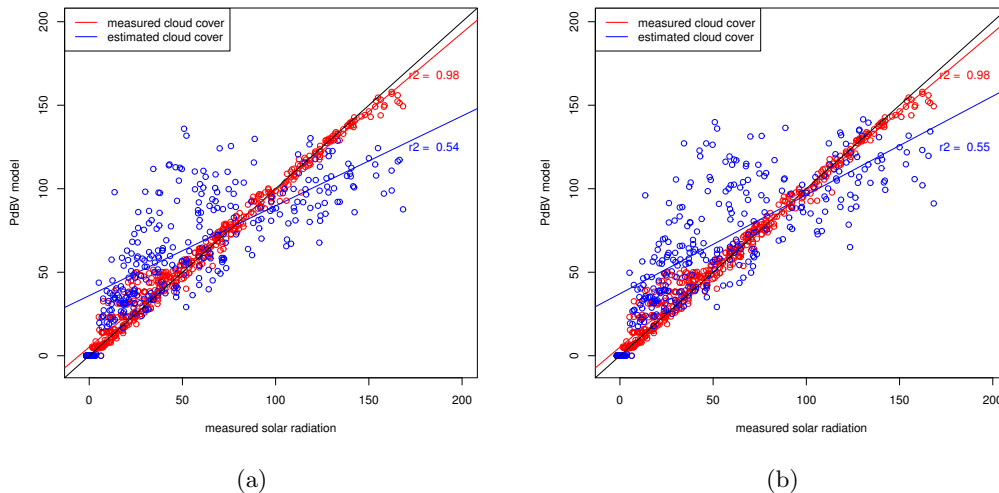 measured cloud cover
estimated cloud cover
r2 = 0.98
r2 = 0.54
PdBV model
0
50
100
150
200
0
50
100
150
200
measured solar radiation
(a)
measured cloud cover
estimated cloud cover
r2 = 0.98
r2 = 0.55
PdBV model
0
50
100
150
200
0
50
100
150
200
measured solar radiation
(b)